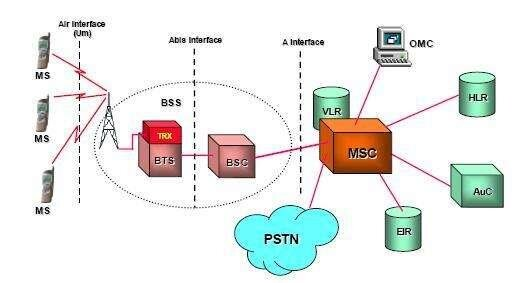 Air Interface
(Um)
Abis Interface
A Interface
OMC
MS
BSS
VLR
HLR
MS
TRX
BTS
BSC
MSC
AuC
MS
PSTN
EIR